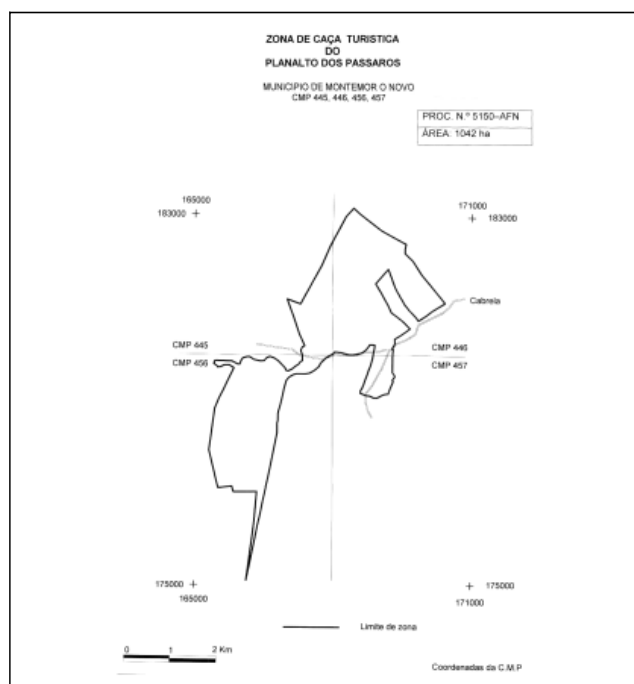 ZONA DE CAÇA TURISTICA
DO
PLANALTO DOS PASSAROS
MUNICIPIO DE MONTEMOR O NOVO
CMP 445, 446, 456, 457
PROC. N.º 5150–AFN
ÁREA: 1042 ha
165000
183000
171000
183000
Cabrela
CMP 445
CMP 446
CMP 456
CMP 457
175000
165000
175000
171000
Limite de zona
0 1 2 Km
Coordenadas da C.M.P